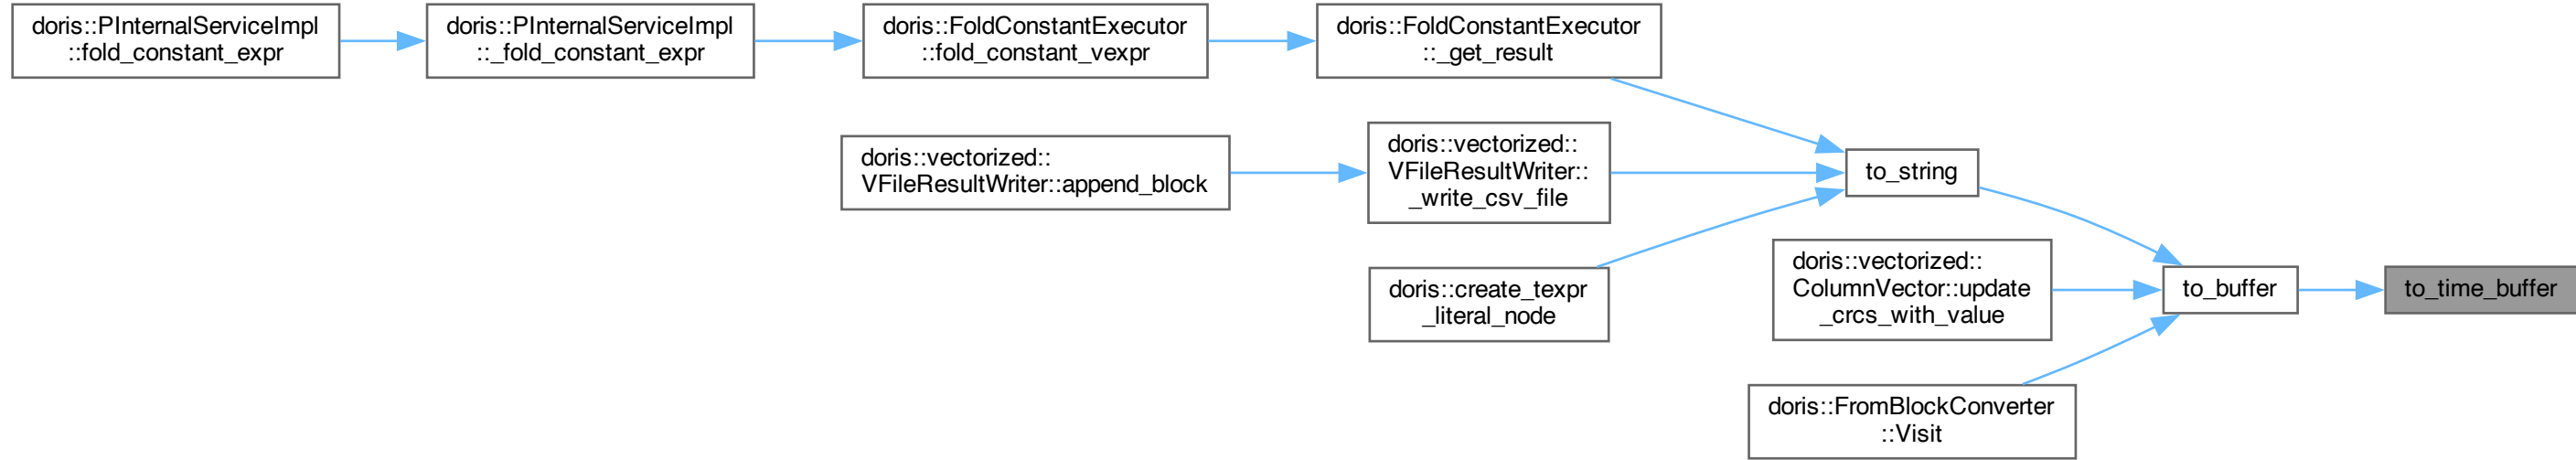 doris::PInternalServiceImpl
::fold_constant_expr
doris::PInternalServiceImpl
::_fold_constant_expr
doris::FoldConstantExecutor
::fold_constant_vexpr
doris::FoldConstantExecutor
::_get_result
doris::vectorized::
VFileResultWriter::append_block
doris::vectorized::
VFileResultWriter::
_write_csv_file
to_string
doris::create_texpr
_literal_node
doris::vectorized::
ColumnVector::update
_crcs_with_value
to_buffer
to_time_buffer
doris::FromBlockConverter
::Visit